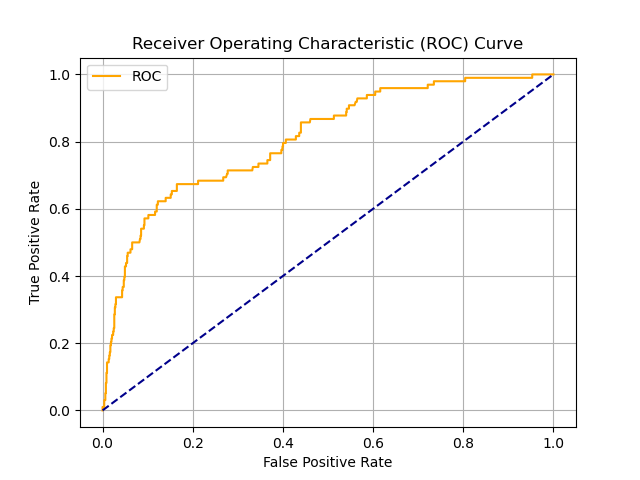 Receiver Operating Characteristic (ROC) Curve
ROC
1.0
0.8
0.6
0.4
0.2
0.0
True Positive Rate
0.0 0.2 0.4 0.6 0.8 1.0
False Positive Rate